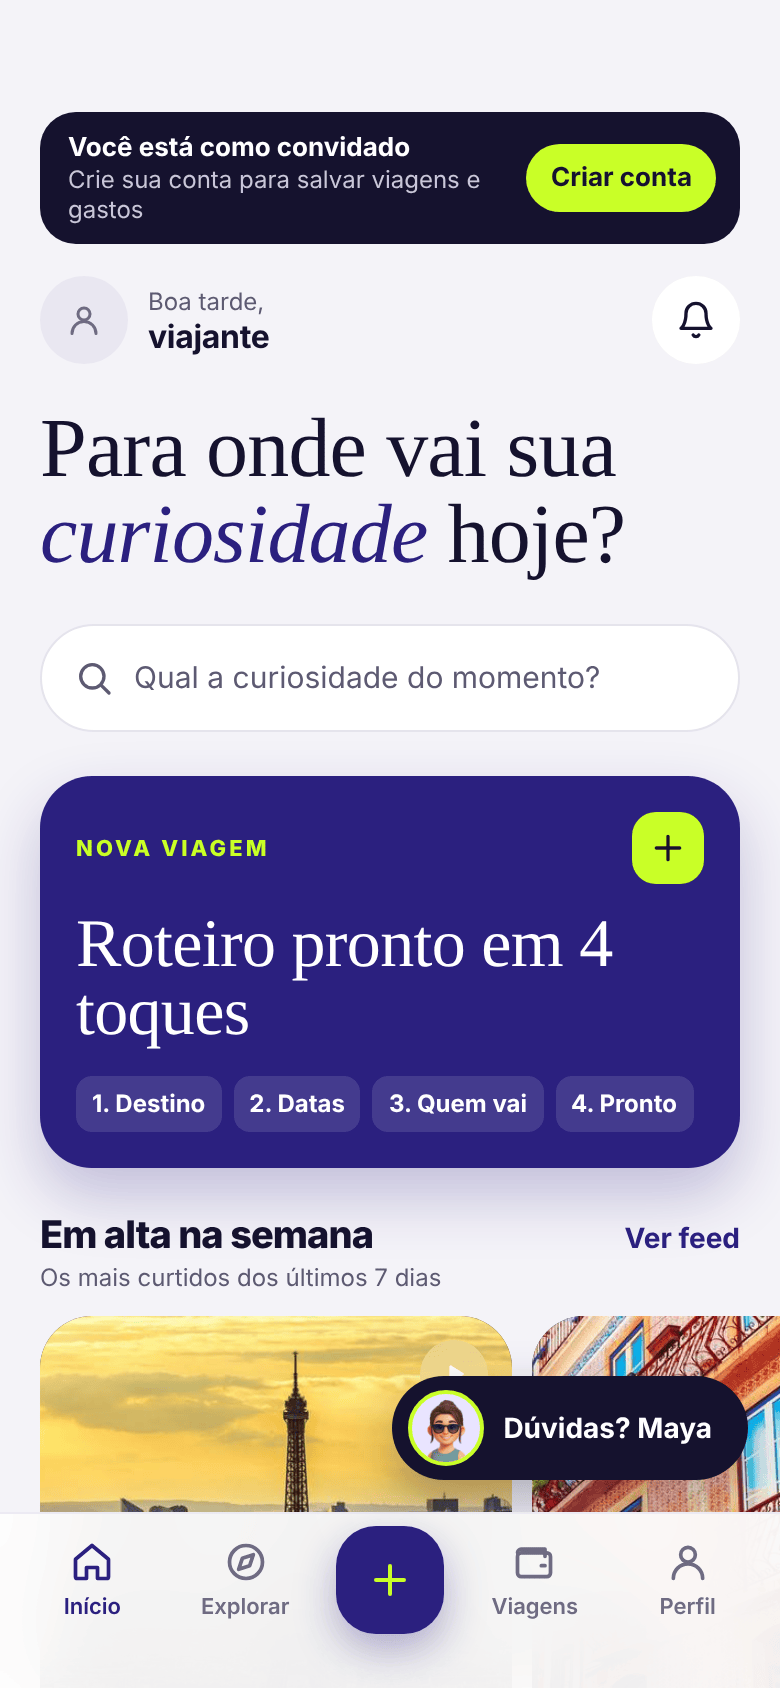 Você está como convidado
Crie sua conta para salvar viagens e
gastos
Criar conta
Boa tarde,
viajante
Para onde vai sua
curiosidade hoje?
Qual a curiosidade do momento?
NOVA VIAGEM
Roteiro pronto em 4
toques
1. Destino
2. Datas
3. Quem vai
4. Pronto
Em alta na semana
Ver feed
Os mais curtidos dos últimos 7 dias
Dúvidas? Maya
Início
Explorar
Viagens
Perfil